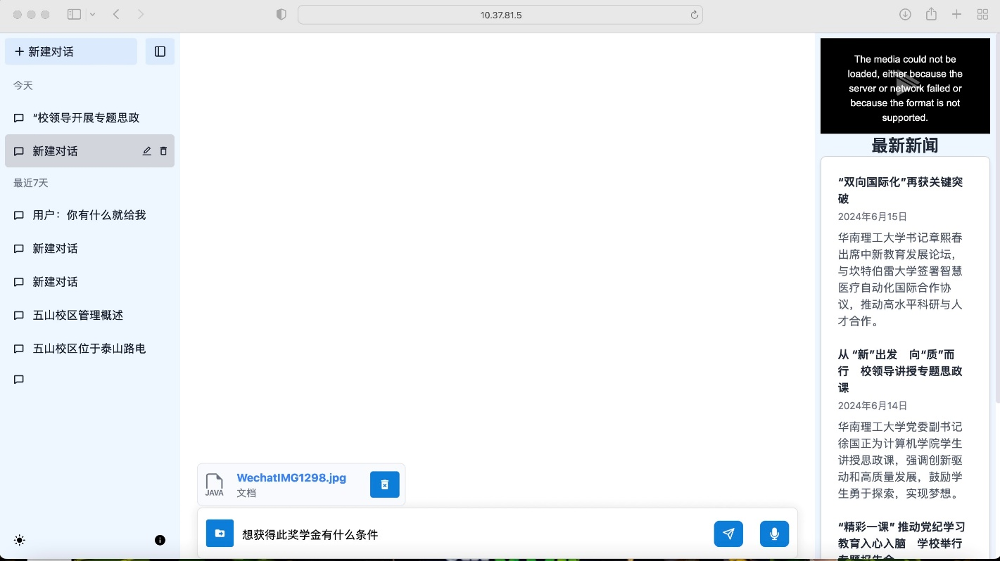 10.37.81.5
新建对话
今天
“校领导开展专题思政
新建对话
最近7天
用户：你有什么就给我
新建对话
新建对话
五山校区管理概述
五山校区位于泰山路电
JAVA
WechatIMG1298.jpg
文档
想获得此奖学金有什么条件
The media could not be
loaded, either because the
server or network failed or
because the format is not
supported.
最新新闻
“双向国际化”再获关键突
破
2024年6月15日
华南理工大学书记章熙春
出席中新教育发展论坛，
与坎特伯雷大学签署智慧
医疗自动化国际合作协
议，推动高水平科研与人
才合作。
从 “新”出发　向“质”而
行　校领导讲授专题思政
课
2024年6月14日
华南理工大学党委副书记
徐国正为计算机学院学生
讲授思政课，强调创新驱
动和高质量发展，鼓励学
生勇于探索，实现梦想。
“精彩一课” 推动党纪学习
教育入心入脑　学校举行
专题报告会